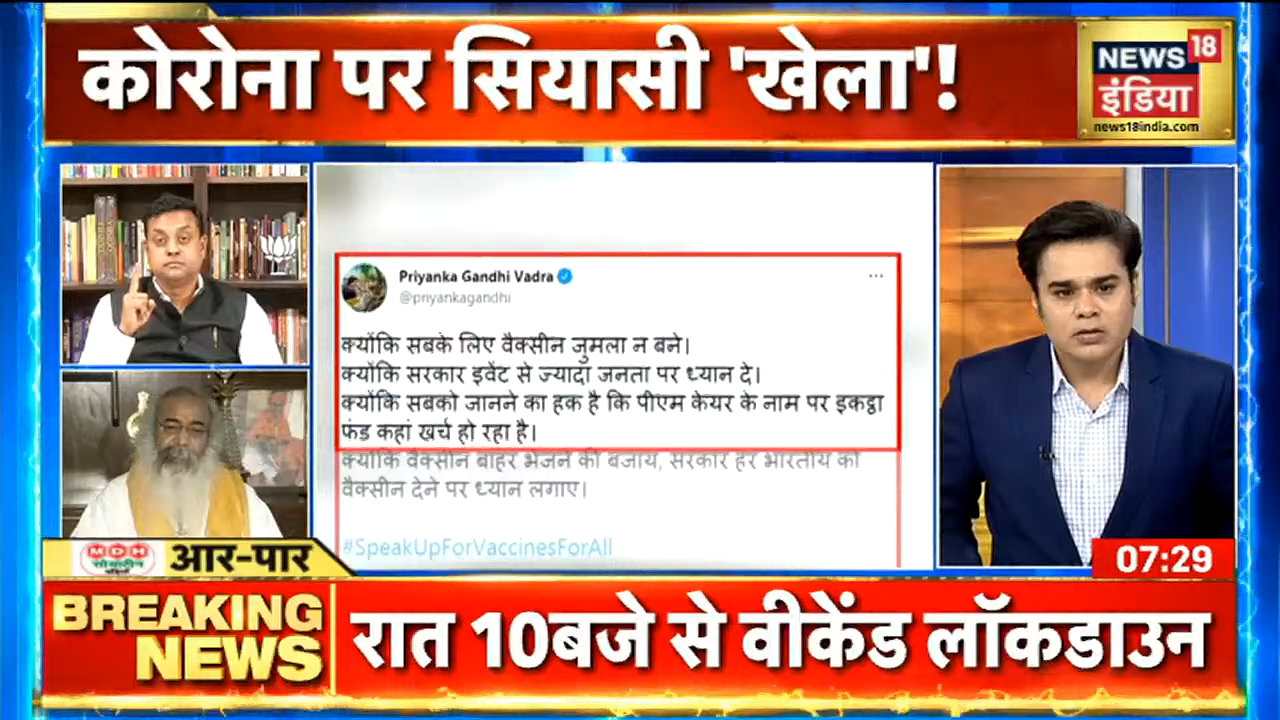 कोरोना पर सियासी 'खेला'!
NEWS 18
इंडिया
news18india.com
Priyanka Gandhi Vadra
@priyankagandhi
क्योंकि सबके लिए वैक्सीन जुमला न बने।
क्योंकि सरकार इवेंट से ज्यादा जनता पर ध्यान दे।
क्योंकि सबको जानने का हक है कि पीएम केयर के नाम पर इकट्ठा
फंड कहां खर्च हो रहा है।
क्योंकि वैक्सीन बाहर भेजने की बजाय, सरकार हर भारतीय को
वैक्सीन देने पर ध्यान लगाए।
#SpeakUpForVaccinesForAll
MDH
आर-पार
07:29
BREAKING
NEWS
रात 10बजे से वीकेंड लॉकडाउन